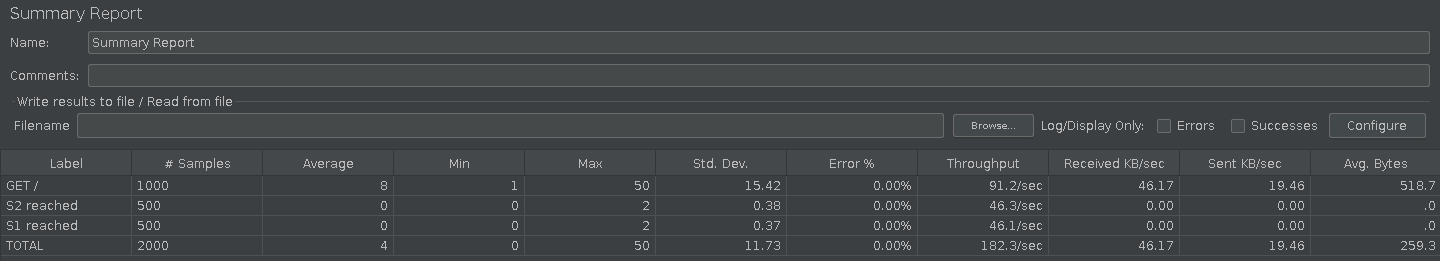 Summary Report
Name: Summary Report
Comments:
Write results to file / Read from file
Filename Browse... Log/Display Only: Errors Successes Configure
Label # Samples Average Min Max Std. Dev. Error % Throughput Received KB/sec Sent KB/sec Avg. Bytes
GET / 1000 8 1 50 15.42 0.00% 91.2/sec 46.17 19.46 518.7
S2 reached 500 0 0 2 0.38 0.00% 46.3/sec 0.00 0.00 .0
S1 reached 500 0 0 2 0.37 0.00% 46.1/sec 0.00 0.00 .0
TOTAL 2000 4 0 50 11.73 0.00% 182.3/sec 46.17 19.46 259.3